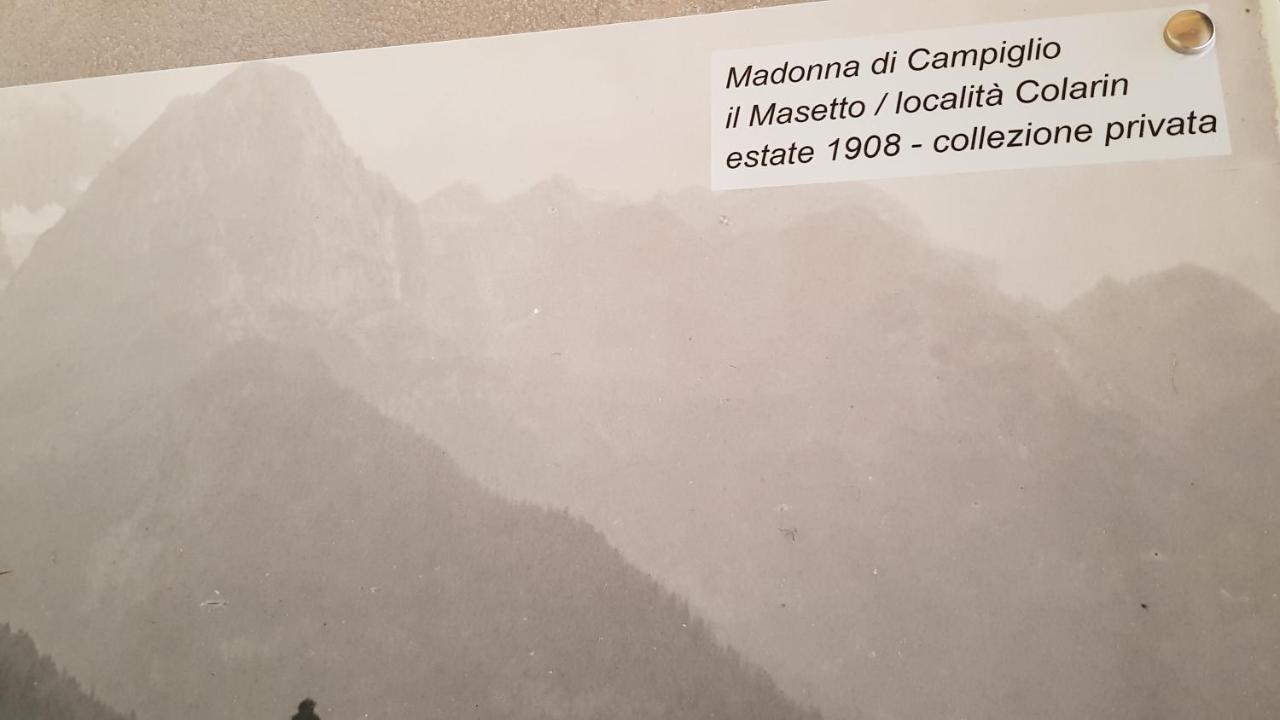 Madonna di Campiglio
il Masetto / località Colarin
estate 1908 - collezione privata